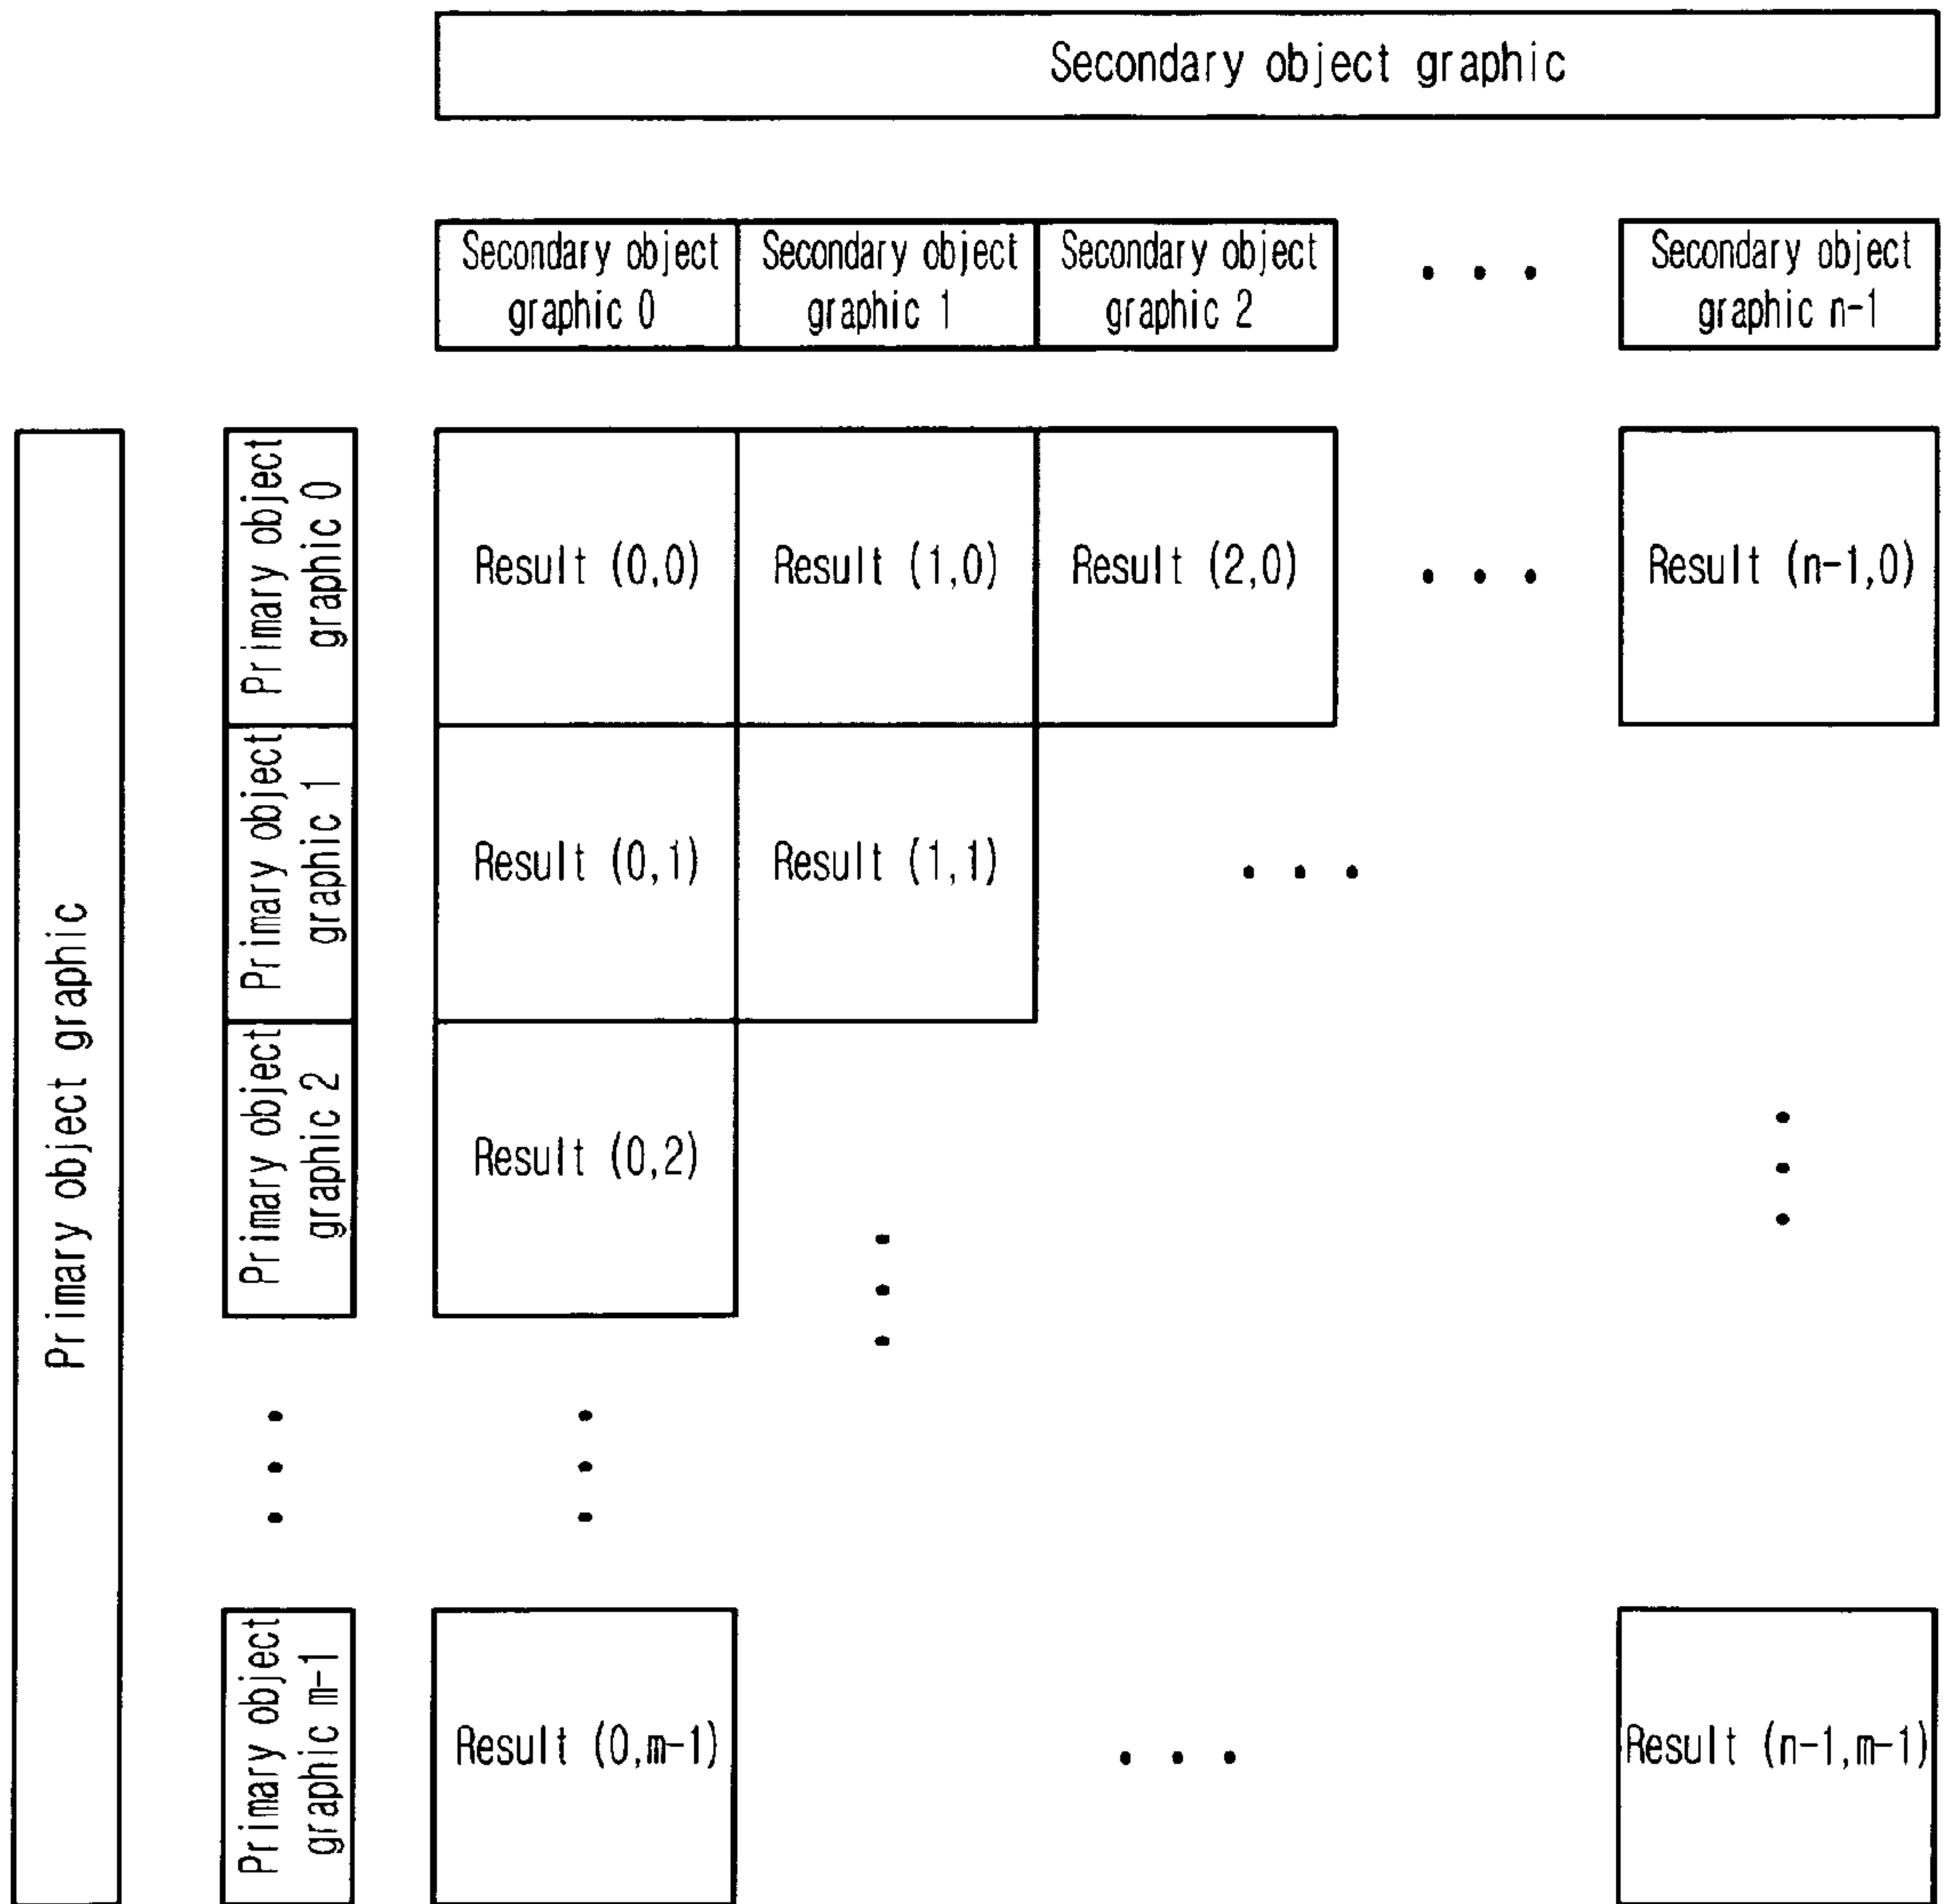 Secondary object graphic
Secondary object
graphic 0
Secondary object
graphic 1
Secondary object
graphic 2
. . .
Secondary object
graphic n-1
Primary object graphic
Primary object
graphic 0
Result (0,0)
Result (1,0)
Result (2,0)
. . .
Result (n-1,0)
Primary object
graphic 1
Result (0,1)
Result (1,1)
. . .
Primary object
graphic 2
Result (0,2)
Primary object
graphic m-1
Result (0,m-1)
. . .
Result (n-1,m-1)